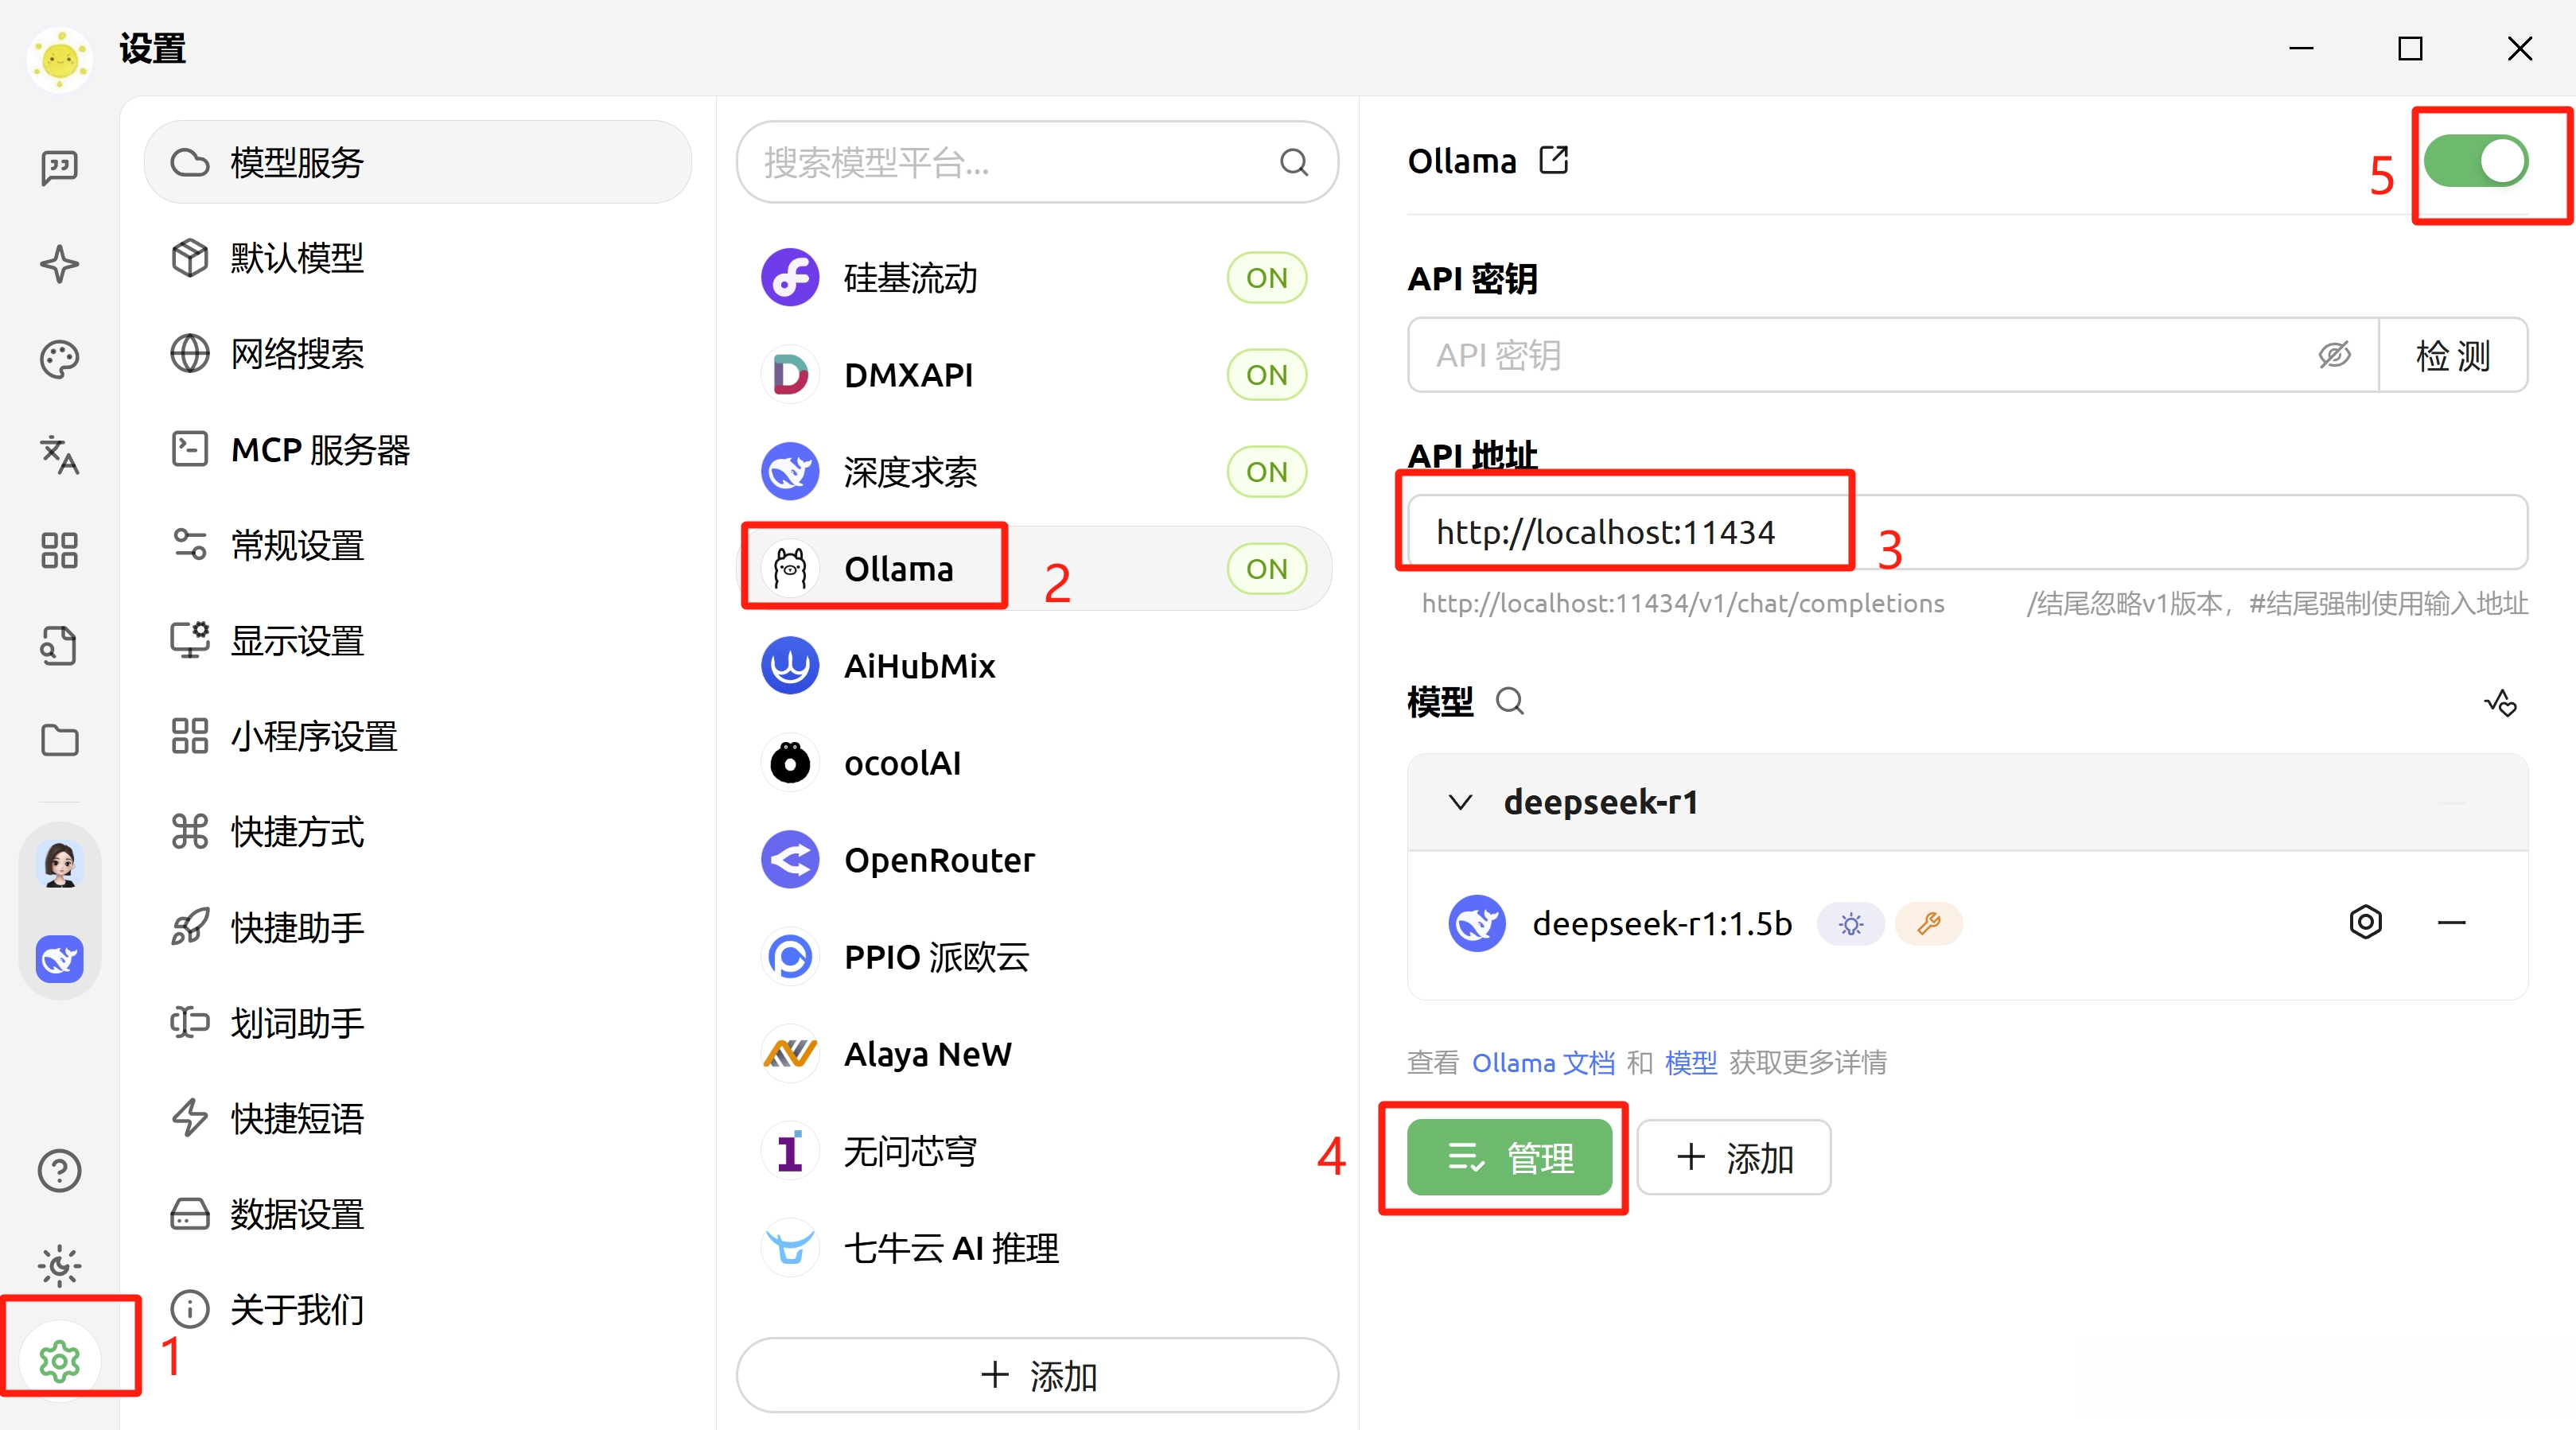 设置
模型服务
默认模型
网络搜索
MCP 服务器
常规设置
显示设置
小程序设置
快捷方式
快捷助手
划词助手
快捷短语
数据设置
关于我们
1
搜索模型平台...
硅基流动 ON
DMXAPI ON
深度求索 ON
Ollama 2 ON
AiHubMix
ocoolAI
OpenRouter
PPIO 派欧云
Alaya NeW
无问芯穹
七牛云 AI 推理
+ 添加
Ollama 5
API 密钥
API 密钥 检 测
API 地址
http://localhost:11434 3
http://localhost:11434/v1/chat/completions /结尾忽略v1版本，#结尾强制使用输入地址
模型
deepseek-r1
deepseek-r1:1.5b
查看 Ollama 文档 和 模型 获取更多详情
4 管理 + 添加